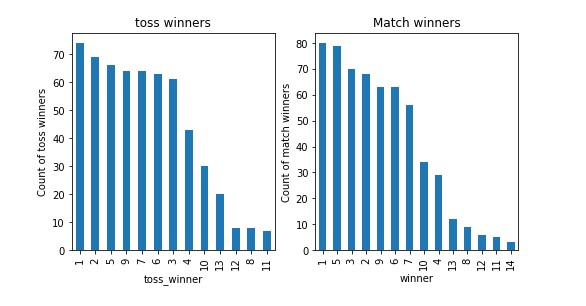 toss winners
Count of toss winners
70
60
50
40
30
20
10
0
1 2 5 9 7 6 3 4 10 13 12 8 11
toss_winner
Match winners
Count of match winners
80
70
60
50
40
30
20
10
0
1 5 3 2 9 6 7 10 4 13 8 12 11 14
winner